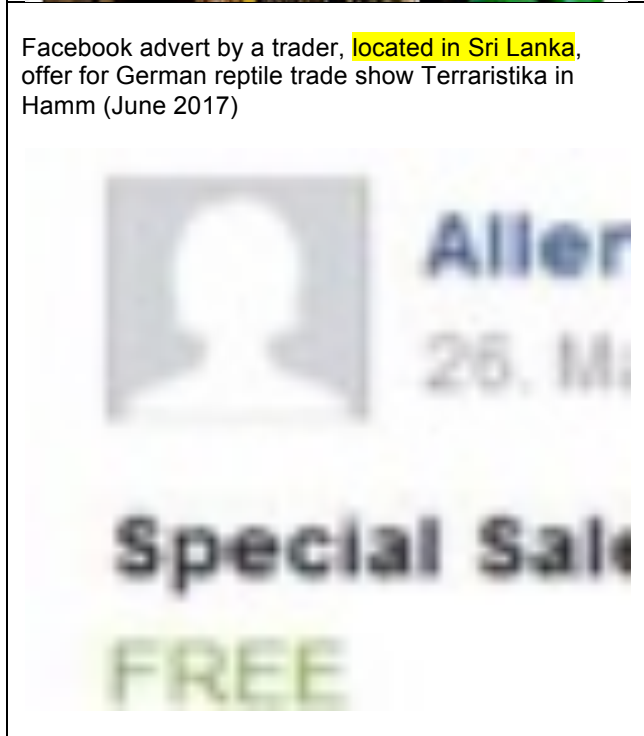 Facebook advert by a trader, located in Sri Lanka,
offer for German reptile trade show Terraristika in
Hamm (June 2017)
26.
Special
FREE